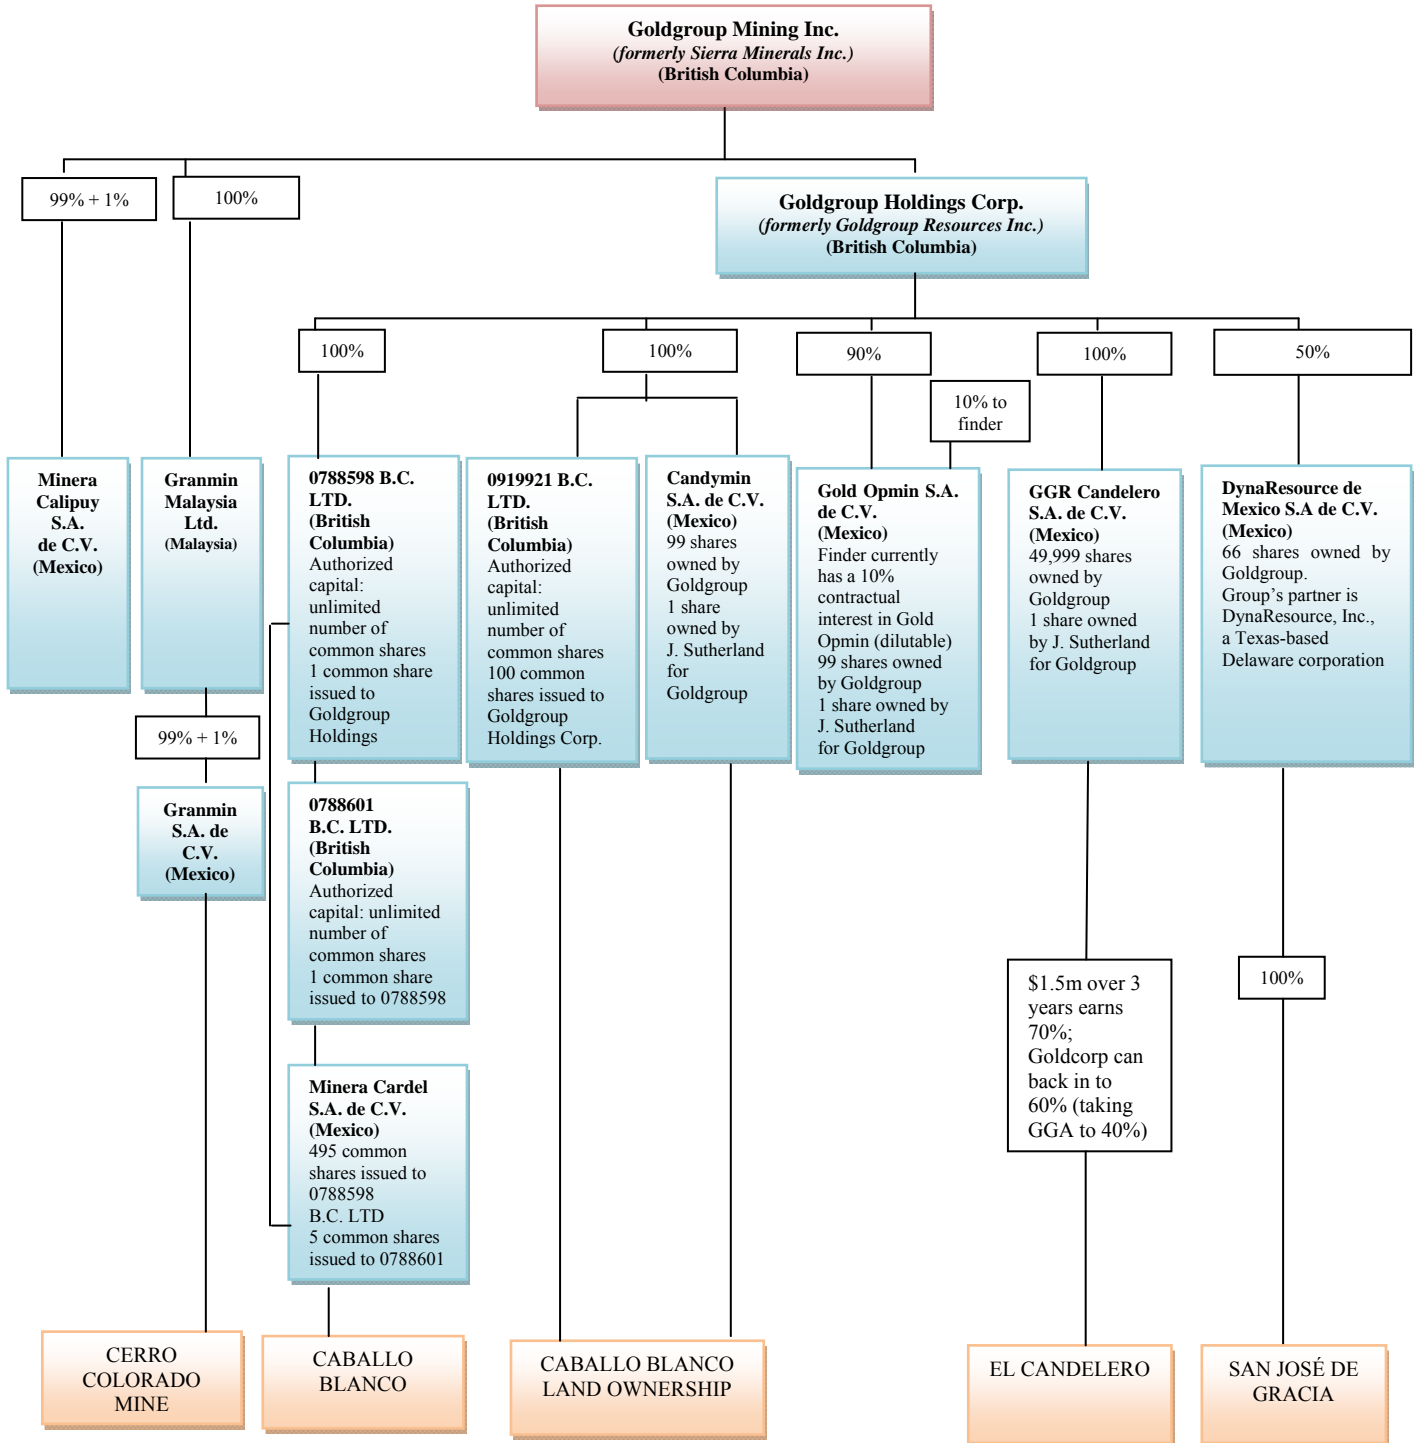 Goldgroup Mining Inc.
(formerly Sierra Minerals Inc.)
(British Columbia)
99% + 1%
100%
Goldgroup Holdings Corp.
(formerly Goldgroup Resources Inc.)
(British Columbia)
100%
100%
90%
100%
50%
10% to
finder
Minera
Calipuy
S.A.
de C.V.
(Mexico)
Granmin
Malaysia
Ltd.
(Malaysia)
0788598 B.C.
LTD.
(British
Columbia)
Authorized
capital:
unlimited
number of
common shares
1 common share
issued to
Goldgroup
Holdings
0919921 B.C.
LTD.
(British
Columbia)
Authorized
capital:
unlimited
number of
common shares
100 common
shares issued to
Goldgroup
Holdings Corp.
Candymin
S.A. de C.V.
(Mexico)
99 shares
owned by
Goldgroup
1 share
owned by
J. Sutherland
for
Goldgroup
Gold Opmin S.A.
de C.V.
(Mexico)
Finder currently
has a 10%
contractual
interest in Gold
Opmin (dilutable)
99 shares owned
by Goldgroup
1 share owned by
J. Sutherland
for Goldgroup
GGR Candelero
S.A. de C.V.
(Mexico)
49,999 shares
owned by
Goldgroup
1 share owned
by J. Sutherland
for Goldgroup
DynaResource de
Mexico S.A de C.V.
(Mexico)
66 shares owned by
Goldgroup.
Group's partner is
DynaResource, Inc.,
a Texas-based
Delaware corporation
99% + 1%
Granmin
S.A. de
C.V.
(Mexico)
0788601
B.C. LTD.
(British
Columbia)
Authorized
capital: unlimited
number of
common shares
1 common share
issued to 0788598
Minera Cardel
S.A. de C.V.
(Mexico)
495 common
shares issued to
0788598
B.C. LTD
5 common shares
issued to 0788601
$1.5m over 3
years earns
70%;
Goldcorp can
back in to
60% (taking
GGA to 40%)
100%
CERRO
COLORADO
MINE
CABALLO
BLANCO
CABALLO BLANCO
LAND OWNERSHIP
EL CANDELERO
SAN JOSÉ DE
GRACIA